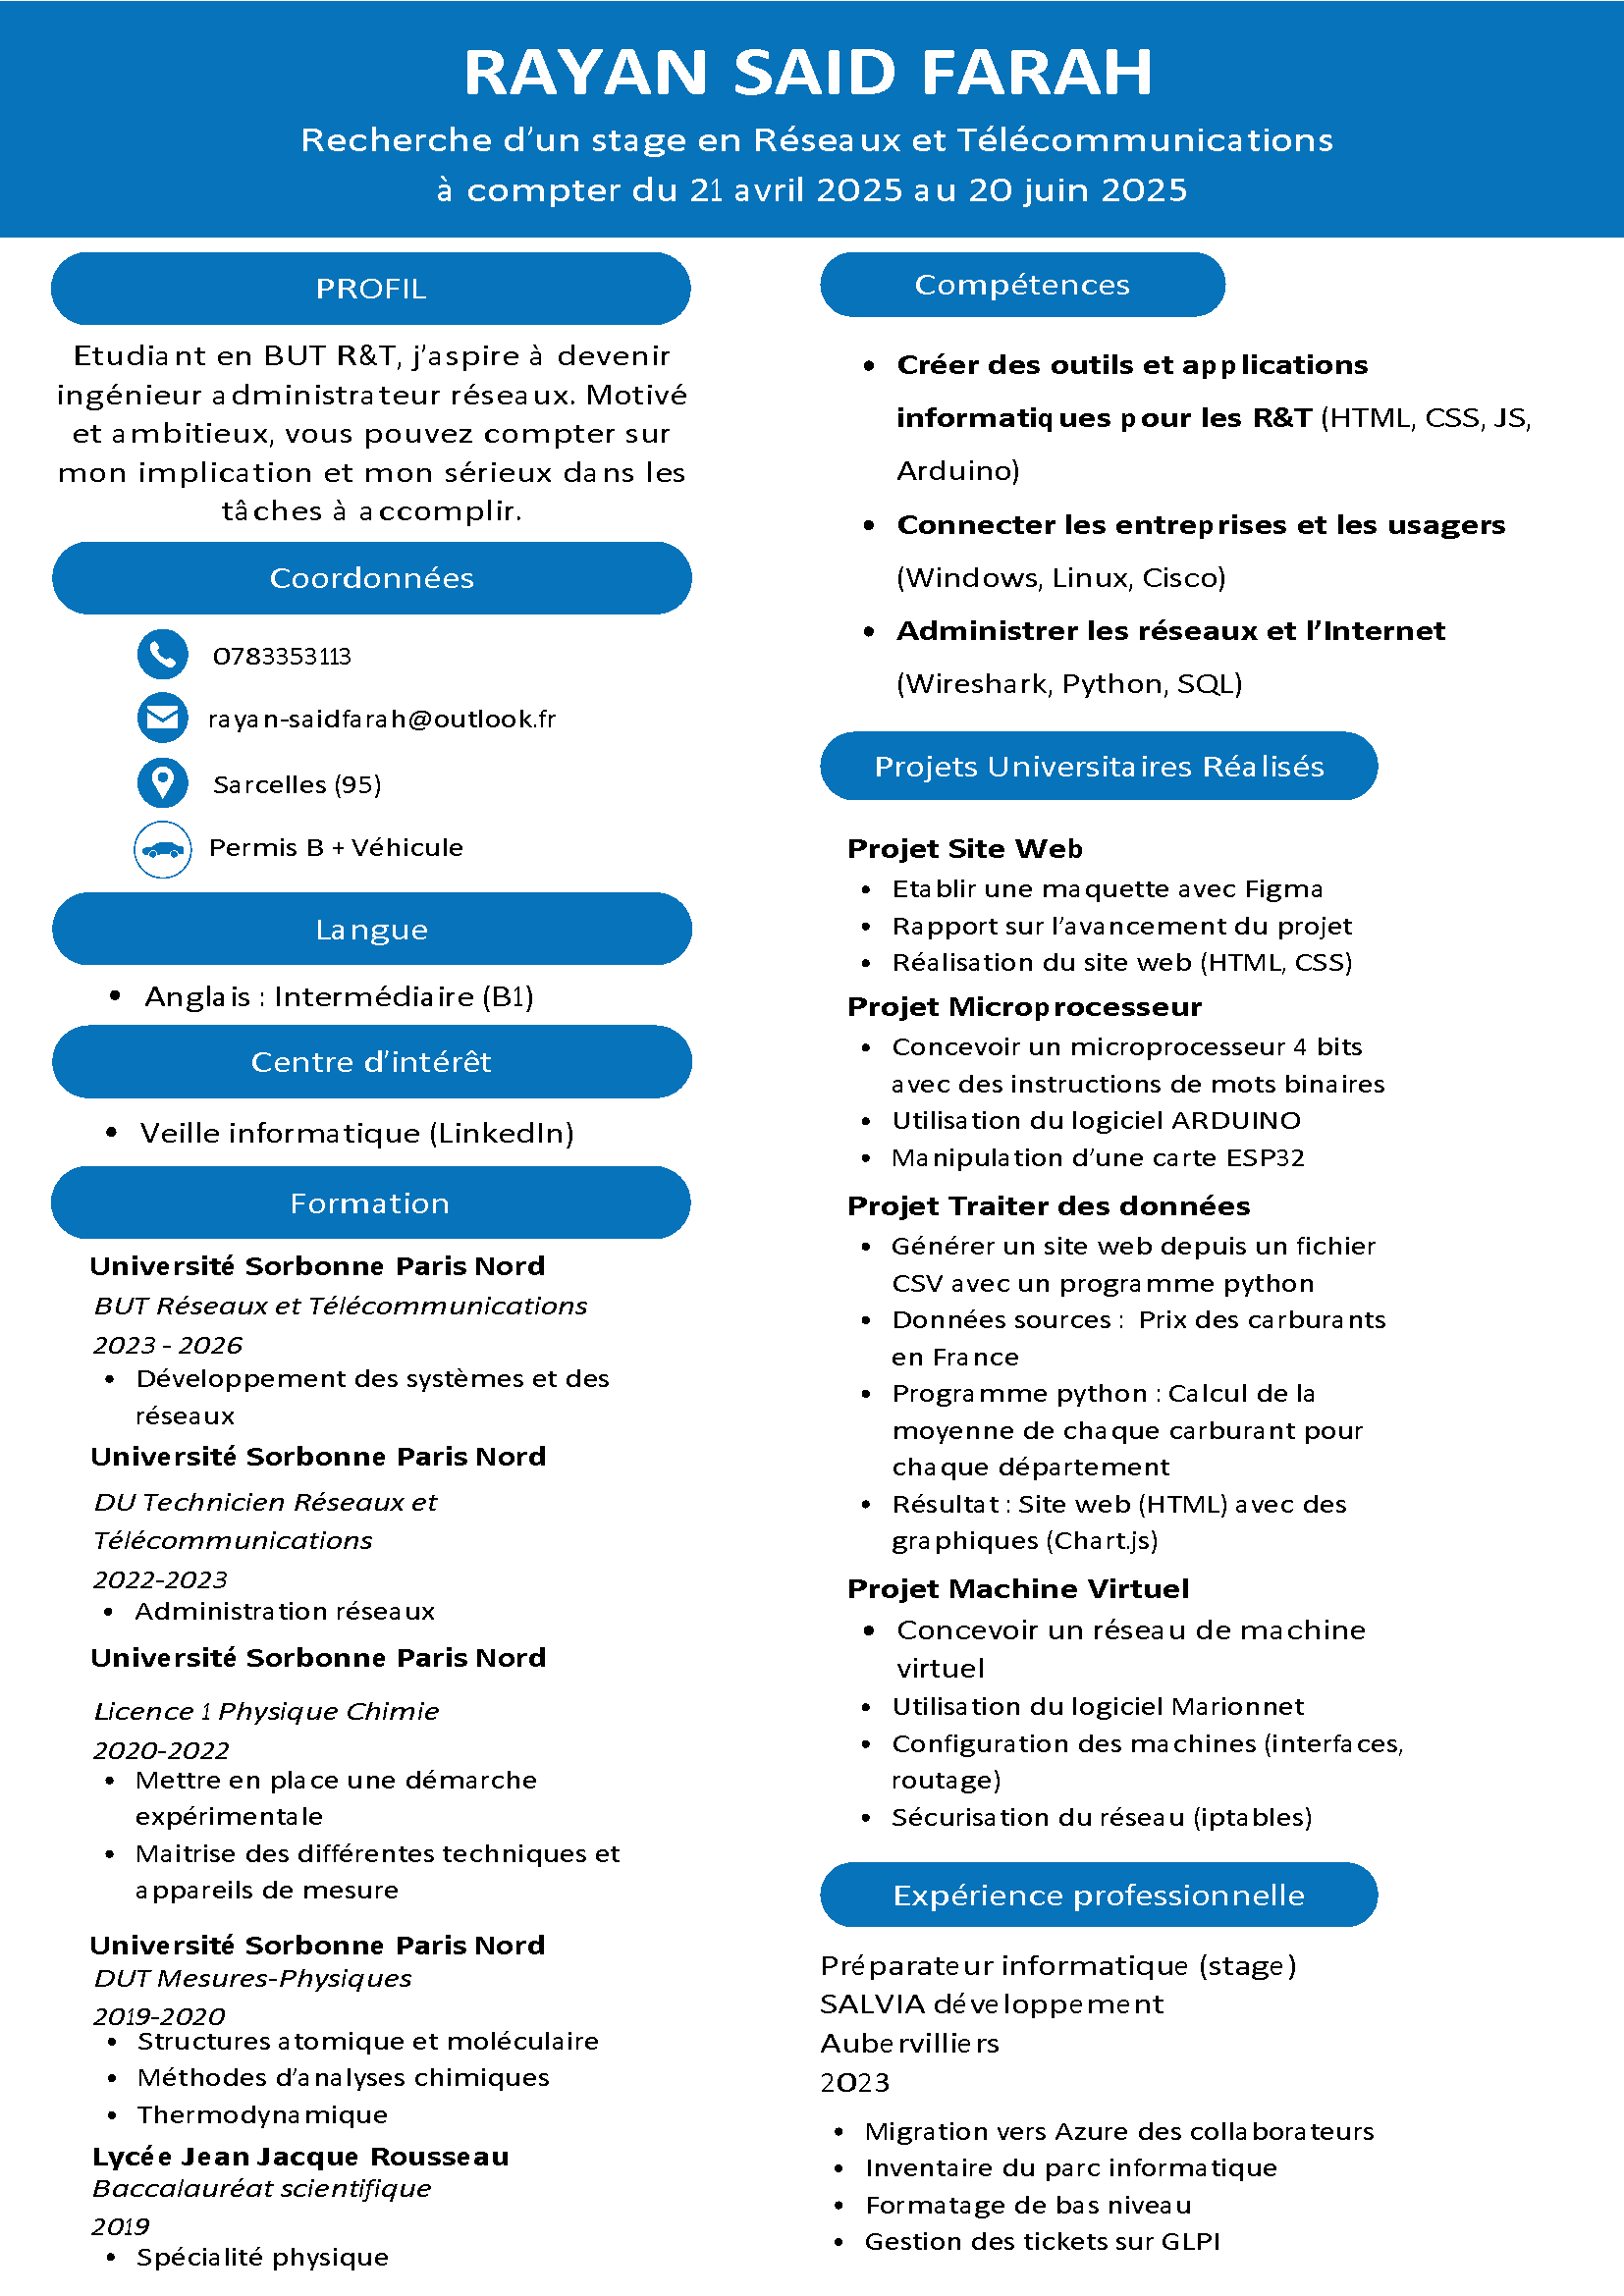 RAYAN SAID FARAH
Recherche d’un stage en Réseaux et Télécommunications
à compter du 21 avril 2025 au 20 juin 2025
PROFIL
Etudiant en BUT R&T, j’aspire à devenir
ingénieur administrateur réseaux. Motivé
et ambitieux, vous pouvez compter sur
mon implication et mon sérieux dans les
tâches à accomplir.
Coordonnées
0783353113
rayan-saidfarah@outlook.fr
Sarcelles (95)
Permis B + Véhicule
Langue
• Anglais : Intermédiaire (B1)
Centre d’intérêt
• Veille informatique (LinkedIn)
Formation
Université Sorbonne Paris Nord
BUT Réseaux et Télécommunications
2023 - 2026
• Développement des systèmes et des
réseaux
Université Sorbonne Paris Nord
DU Technicien Réseaux et
Télécommunications
2022-2023
• Administration réseaux
Université Sorbonne Paris Nord
Licence 1 Physique Chimie
2020-2022
• Mettre en place une démarche
expérimentale
• Maitrise des différentes techniques et
appareils de mesure
Université Sorbonne Paris Nord
DUT Mesures-Physiques
2019-2020
• Structures atomique et moléculaire
• Méthodes d’analyses chimiques
• Thermodynamique
Lycée Jean Jacque Rousseau
Baccalauréat scientifique
2019
• Spécialité physique
Compétences
• Créer des outils et applications
informatiques pour les R&T (HTML, CSS, JS,
Arduino)
• Connecter les entreprises et les usagers
(Windows, Linux, Cisco)
• Administrer les réseaux et l’Internet
(Wireshark, Python, SQL)
Projets Universitaires Réalisés
Projet Site Web
• Etablir une maquette avec Figma
• Rapport sur l’avancement du projet
• Réalisation du site web (HTML, CSS)
Projet Microprocesseur
• Concevoir un microprocesseur 4 bits
avec des instructions de mots binaires
• Utilisation du logiciel ARDUINO
• Manipulation d’une carte ESP32
Projet Traiter des données
• Générer un site web depuis un fichier
CSV avec un programme python
• Données sources : Prix des carburants
en France
• Programme python : Calcul de la
moyenne de chaque carburant pour
chaque département
• Résultat : Site web (HTML) avec des
graphiques (Chart.js)
Projet Machine Virtuel
• Concevoir un réseau de machine
virtuel
• Utilisation du logiciel Marionnet
• Configuration des machines (interfaces,
routage)
• Sécurisation du réseau (iptables)
Expérience professionnelle
Préparateur informatique (stage)
SALVIA développement
Aubervilliers
2023
• Migration vers Azure des collaborateurs
• Inventaire du parc informatique
• Formatage de bas niveau
• Gestion des tickets sur GLPI